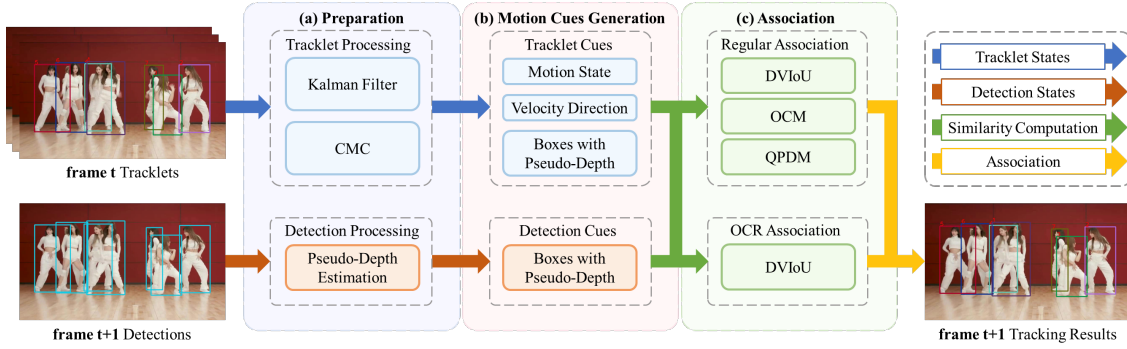 (a) Preparation
(b) Motion Cues Generation
(c) Association
Tracklet Processing
Kalman Filter
CMC
Tracklet Cues
Motion State
Velocity Direction
Boxes with
Pseudo-Depth
Regular Association
DVIoU
OCM
QPDM
Tracklet States
Detection States
Similarity Computation
Association
frame t Tracklets
Detection Processing
Pseudo-Depth
Estimation
Detection Cues
Boxes with
Pseudo-Depth
OCR Association
DVIoU
frame t+1 Detections
frame t+1 Tracking Results